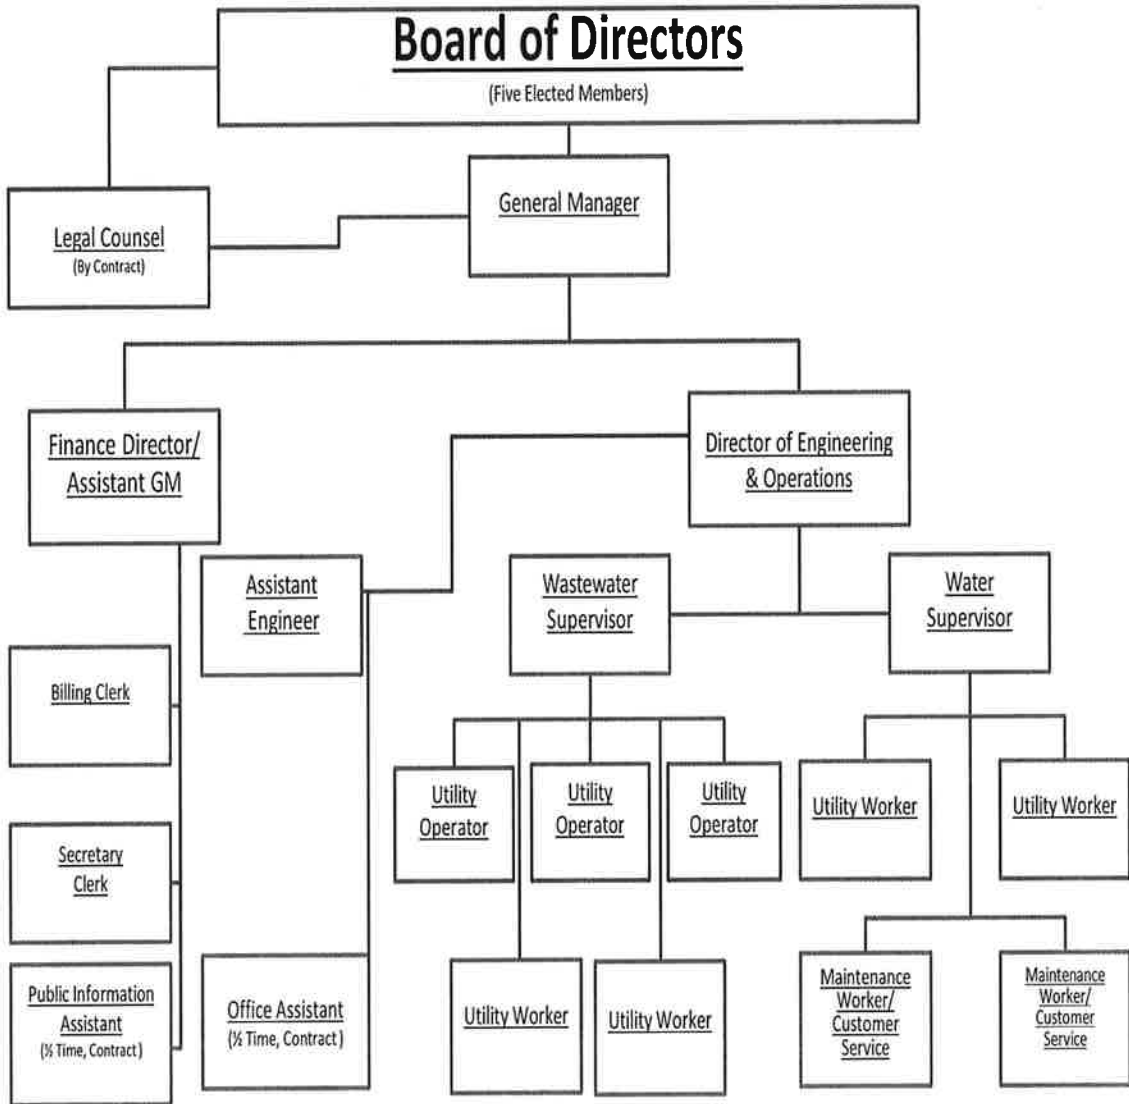 Board of Directors
(Five Elected Members)
General Manager
Legal Counsel
(By Contract)
Finance Director/
Assistant GM
Director of Engineering
& Operations
Assistant
Engineer
Wastewater
Supervisor
Water
Supervisor
Billing Clerk
Utility
Operator
Utility
Operator
Utility
Operator
Utility Worker
Utility Worker
Secretary
Clerk
Public Information
Assistant
(½ Time, Contract)
Office Assistant
(½ Time, Contract)
Utility Worker
Utility Worker
Maintenance
Worker/
Customer
Service
Maintenance
Worker/
Customer
Service